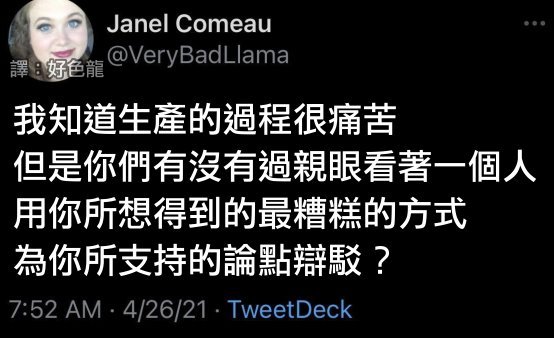 Janel Comeau
@VeryBadLlama
譯：好色龍
我知道生產的過程很痛苦
但是你們有沒有過親眼看著一個人
用你所想得到的最糟糕的方式
為你所支持的論點辯駁？
7:52 AM · 4/26/21 · TweetDeck